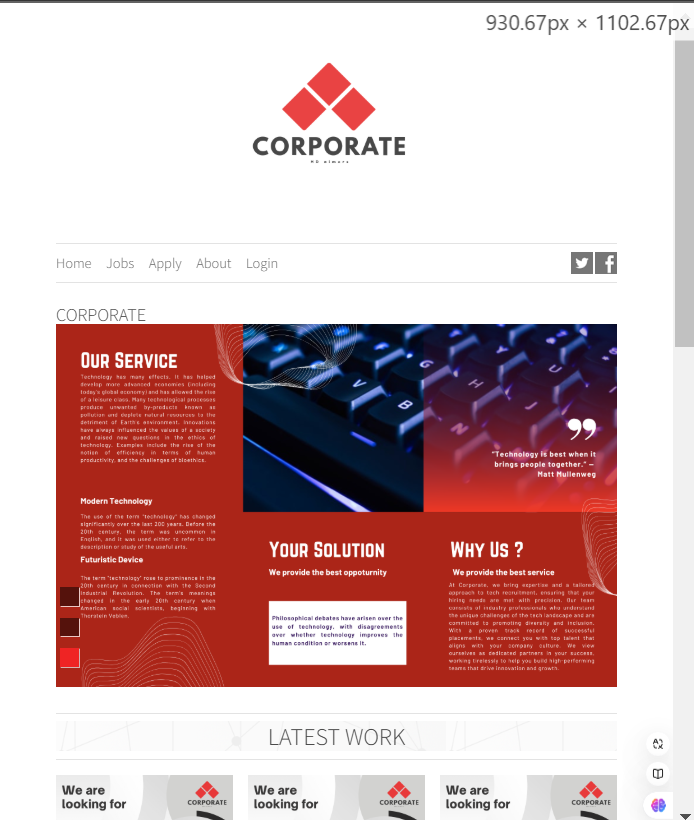 930.67px × 1102.67px
CORPORATE
HD nimers
Home Jobs Apply About Login
CORPORATE
OUR SERVICE
Technology has many effects. It has helped
develop more advanced economies (including
today's global economy) and has allowed the rise
of a leisure class. Many technological processes
produce unwanted by-products known as
pollution and deplete natural resources to the
detriment of Earth's environment. Innovations
have always influenced the values of a society
and raised new questions in the ethics of
technology. Examples include the rise of the
notion of efficiency in terms of human
productivity, and the challenges of bioethics.
Modern Technology
The use of the term "technology" has changed
significantly over the last 200 years. Before the
20th century, the term was uncommon in
English, and it was used either to refer to the
description or study of the useful arts.
Futuristic Device
The term "technology" rose to prominence in the
20th century in connection with the Second
Industrial Revolution. The term's meanings
changed in the early 20th century when
American social scientists, beginning with
Thorstein Veblen.
V
B
N
G
H
J
"Technology is best when it
brings people together." –
Matt Mullenweg
YOUR SOLUTION
We provide the best oppoturnity
Philosophical debates have arisen over the
use of technology, with disagreements
over whether technology improves the
human condition or worsens it.
WHY US ?
We provide the best service
At Corporate, we bring expertise and a tailored
approach to tech recruitment, ensuring that your
hiring needs are met with precision. Our team
consists of industry professionals who understand
the unique challenges of the tech landscape and are
committed to promoting diversity and inclusion.
With a proven track record of successful
placements, we connect you with top talent that
aligns with your company culture. We view
ourselves as dedicated partners in your success,
working tirelessly to help you build high-performing
teams that drive innovation and growth.
LATEST WORK
We are
looking for
CORPORATE
We are
looking for
CORPORATE
We are
looking for
CORPORATE